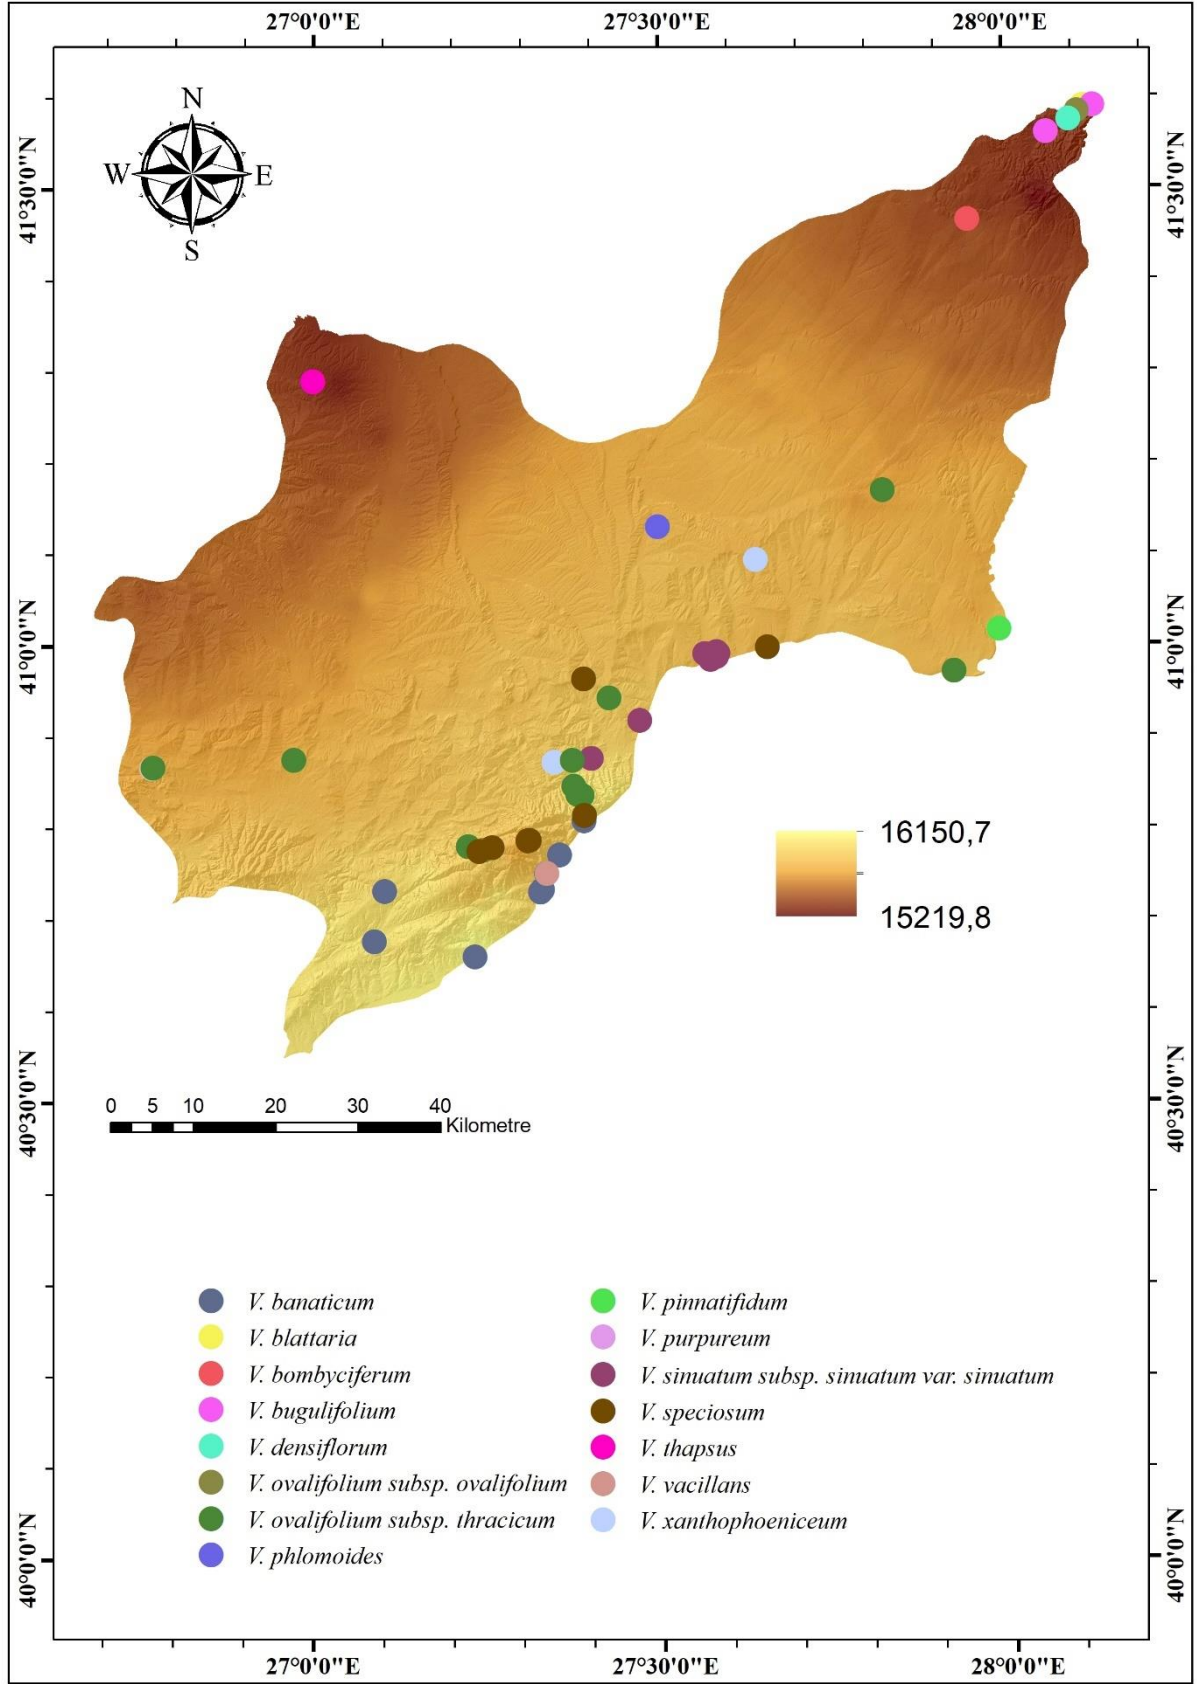 27°0'0"E 27°30'0"E 28°0'0"E
N
W E
S
41°30'0"N 41°30'0"N
41°0'0"N 41°0'0"N
16150,7
15219,8
40°30'0"N 40°30'0"N
0 5 10 20 30 40
Kilometre
V. banaticum
V. blattaria
V. bombyciferum
V. bugulifolium
V. densiflorum
V. ovalifolium subsp. ovalifolium
V. ovalifolium subsp. thracicum
V. phlomoides
V. pinnatifidum
V. purpureum
V. sinuatum subsp. sinuatum var. sinuatum
V. speciosum
V. thapsus
V. vacillans
V. xanthophoeniceum
40°0'0"N 40°0'0"N
27°0'0"E 27°30'0"E 28°0'0"E